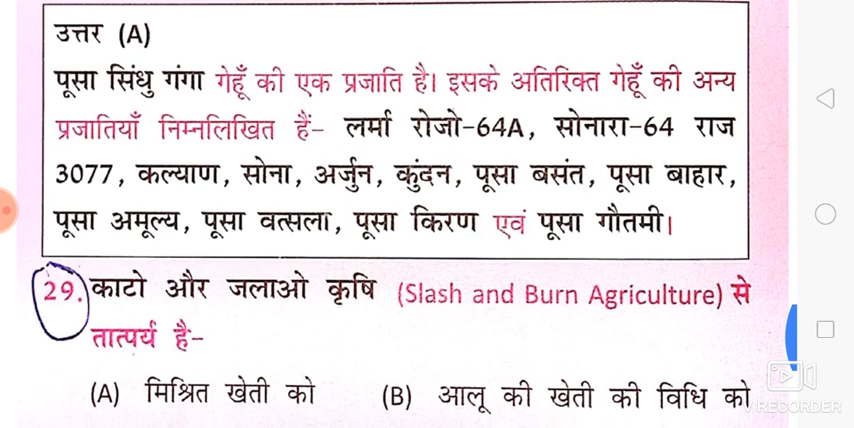 उत्तर (A)
पूसा सिंधु गंगा गेहूँ की एक प्रजाति है। इसके अतिरिक्त गेहूँ की अन्य
प्रजातियाँ निम्नलिखित हैं- लर्मा रोजो-64A, सोनारा-64 राज
3077, कल्याण, सोना, अर्जुन, कुंदन, पूसा बसंत, पूसा बाहार,
पूसा अमूल्य, पूसा वत्सला, पूसा किरण एवं पूसा गौतमी।
29. काटो और जलाओ कृषि (Slash and Burn Agriculture) से
तात्पर्य है-
(A) मिश्रित खेती को (B) आलू की खेती की विधि को
V RECORDER